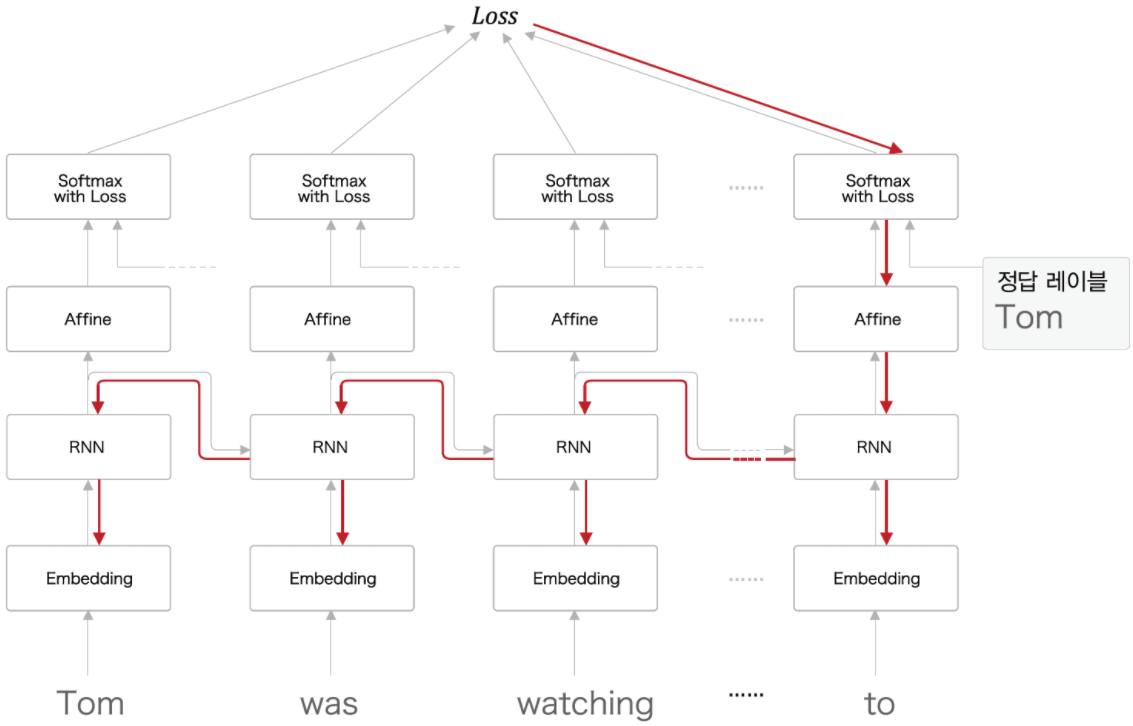 Loss
Softmax
with Loss
Softmax
with Loss
Softmax
with Loss
......
Softmax
with Loss
정답 레이블
Tom
Affine
Affine
Affine
......
Affine
RNN
RNN
RNN
RNN
Embedding
Embedding
Embedding
......
Embedding
Tom
was
watching
......
to